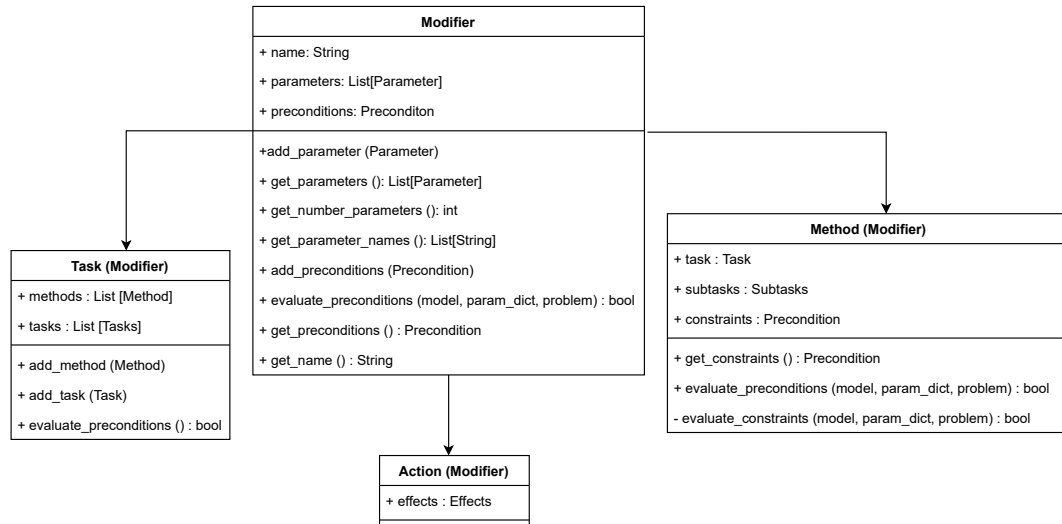 Modifier
+ name: String
+ parameters: List[Parameter]
+ preconditions: Preconditon
+add_parameter (Parameter)
+ get_parameters (): List[Parameter]
+ get_number_parameters (): int
+ get_parameter_names (): List[String]
+ add_preconditions (Precondition)
+ evaluate_preconditions (model, param_dict, problem) : bool
+ get_preconditions () : Precondition
+ get_name () : String
Task (Modifier)
+ methods : List [Method]
+ tasks : List [Tasks]
+ add_method (Method)
+ add_task (Task)
+ evaluate_preconditions () : bool
Method (Modifier)
+ task : Task
+ subtasks : Subtasks
+ constraints : Precondition
+ get_constraints () : Precondition
+ evaluate_preconditions (model, param_dict, problem) : bool
- evaluate_constraints (model, param_dict, problem) : bool
Action (Modifier)
+ effects : Effects